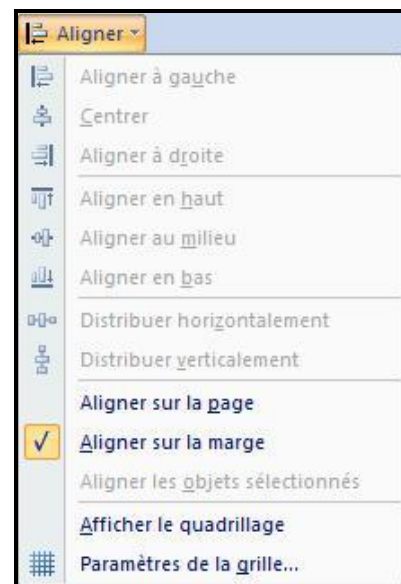 Aligner
Aligner à gauche
Centrer
Aligner à droite
Aligner en haut
Aligner au milieu
Aligner en bas
Distribuer horizontalement
Distribuer verticalement
Aligner sur la page
Aligner sur la marge
Aligner les objets sélectionnés
Afficher le quadrillage
Paramètres de la grille...